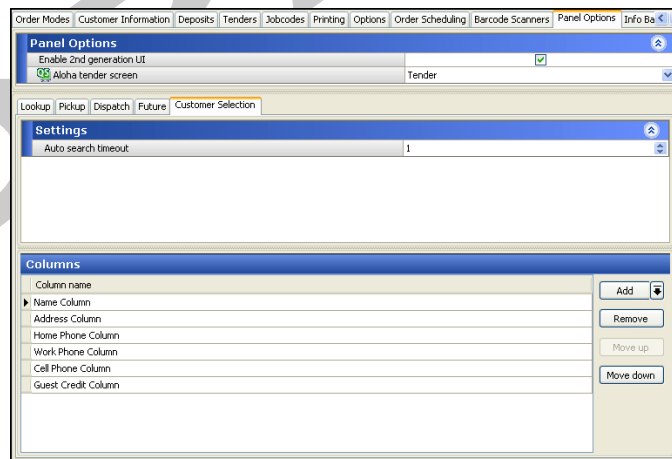 Order Modes Customer Information Deposits Tenders Jobcodes Printing Options Order Scheduling Barcode Scanners Panel Options Info Ba
Panel Options
Enable 2nd generation UI
QS Aloha tender screen Tender
Lookup Pickup Dispatch Future Customer Selection
Settings
Auto search timeout 1
Columns
Column name
Add
Name Column
Address Column
Remove
Home Phone Column
Work Phone Column
Move up
Cell Phone Column
Move down
Guest Credit Column